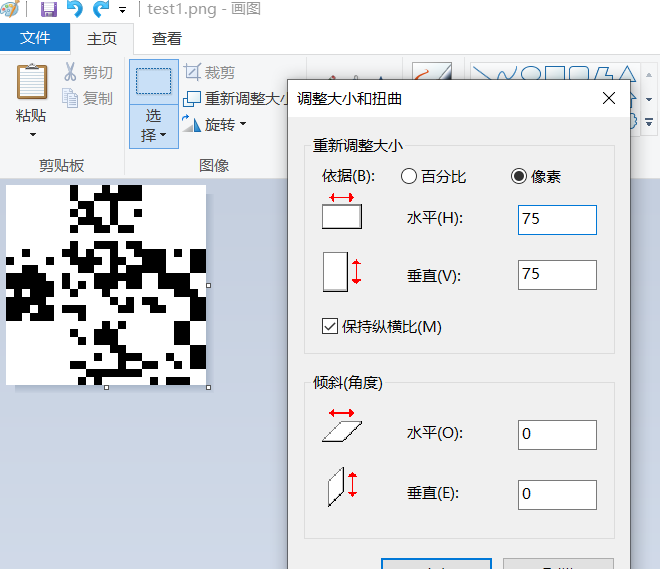 test1.png - 画图
文件 主页 查看
剪切
裁剪
复制
重新调整大小
粘贴
选择
旋转
剪贴板
图像
调整大小和扭曲
重新调整大小
依据(B):
百分比
像素
水平(H):
75
垂直(V):
75
保持纵横比(M)
倾斜(角度)
水平(O):
0
垂直(E):
0